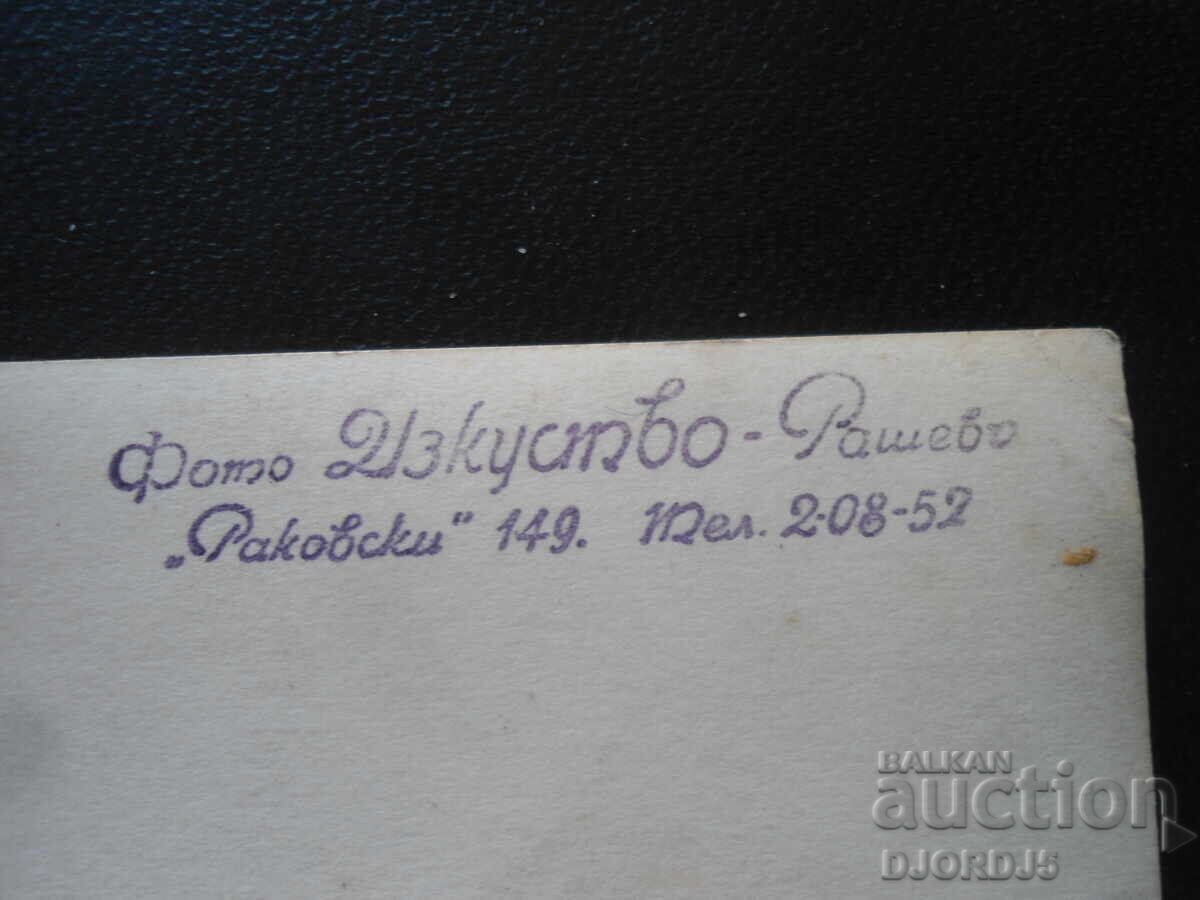 Фото Изкуство - Рашево
„Раковски" 149. Тел. 2-08-52
BALKAN
auction
DJORDJ5